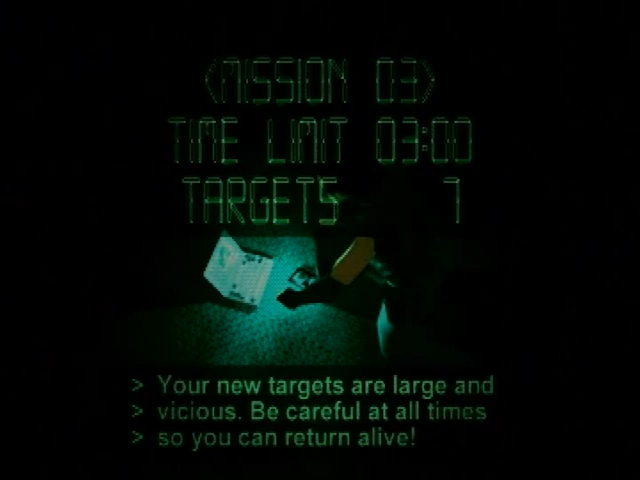 <MISSION 03>
TIME LIMIT 03:00
TARGETS 7
> Your new targets are large and
> vicious. Be careful at all times
> so you can return alive!